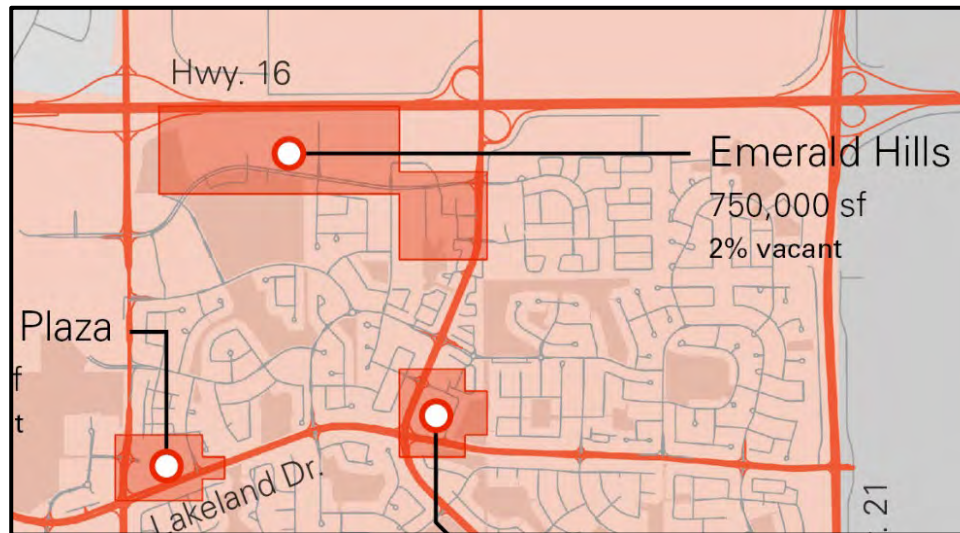 Hwy. 16
Emerald Hills
750,000 sf
2% vacant
Plaza
f
t
Lakeland Dr.
. 21